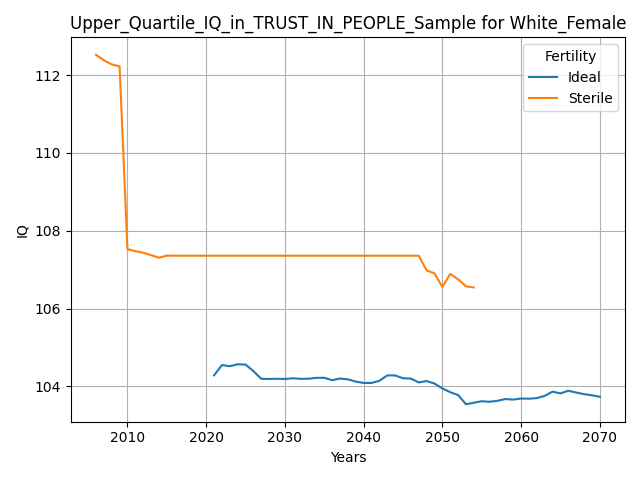 Upper_Quartile_IQ_in_TRUST_IN_PEOPLE_Sample for White_Female
Fertility
Ideal
Sterile
IQ
112
110
108
106
104
2010
2020
2030
2040
2050
2060
2070
Years